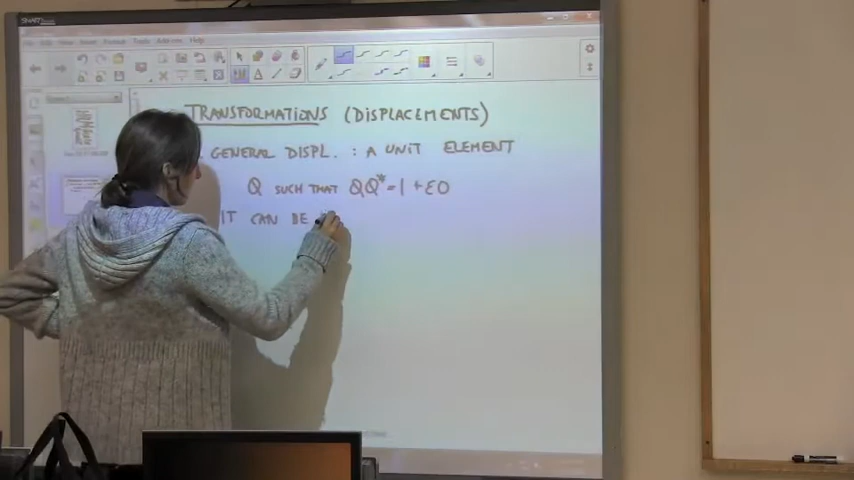 TRANSFORMATIONS (DISPLACEMENTS)
GENERAL DISPL. : A UNIT ELEMENT
Q SUCH THAT QQ* = 1 + ε0
IT CAN BE